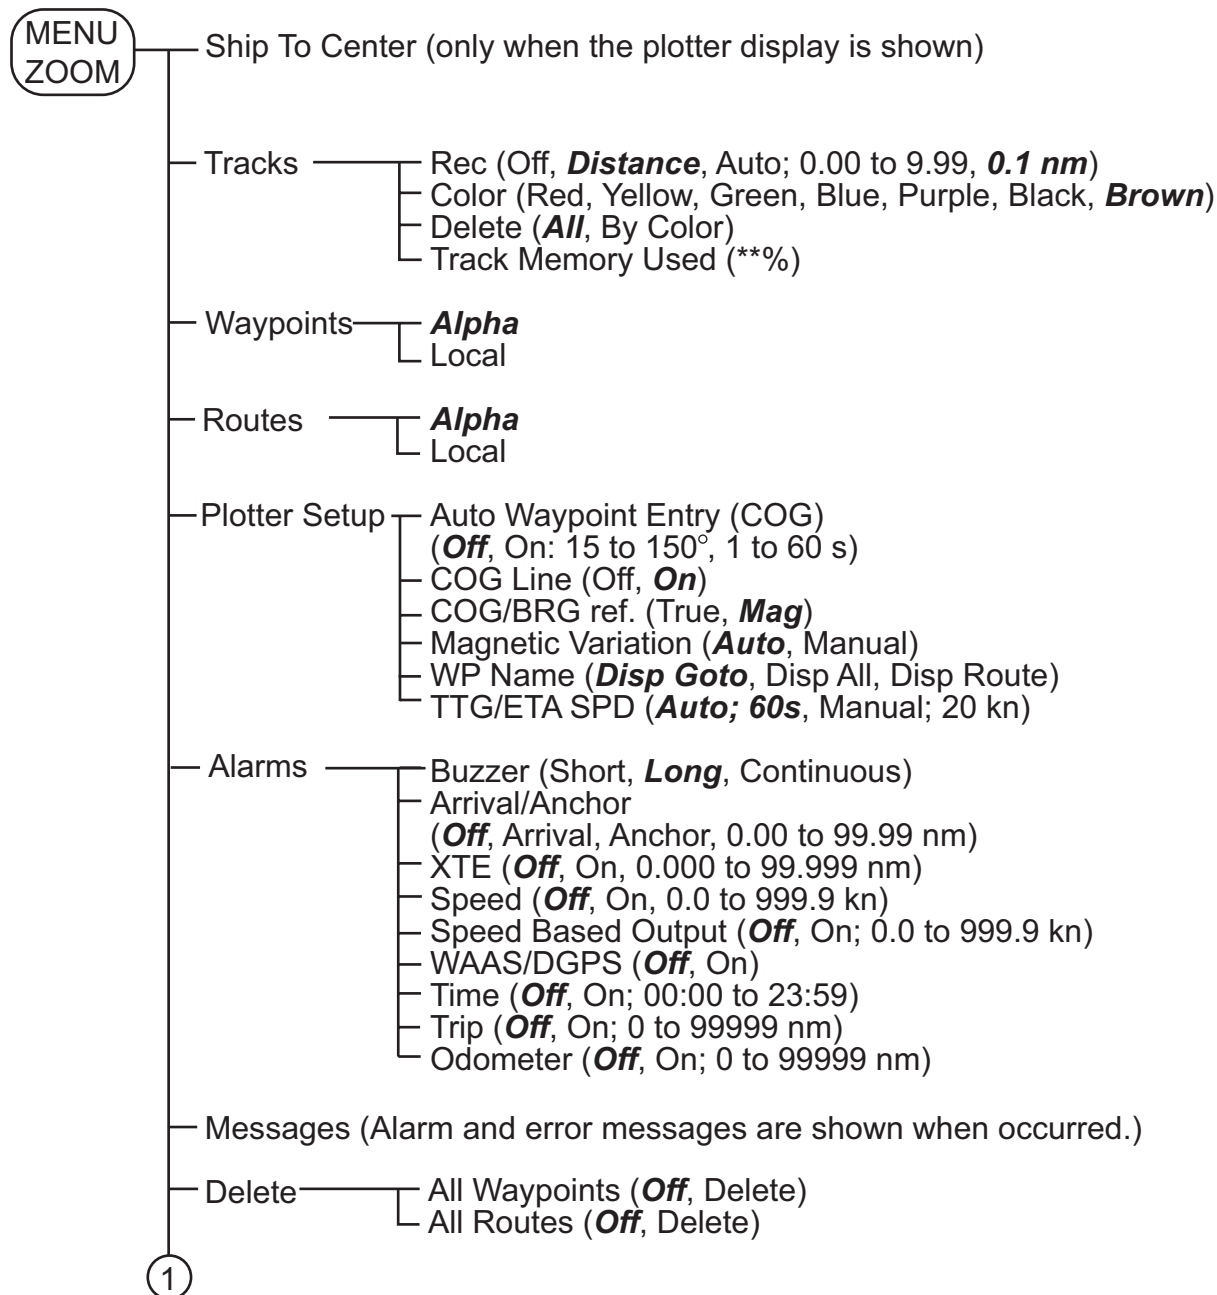 MENU
ZOOM
Ship To Center (only when the plotter display is shown)
Tracks
Rec (Off, Distance, Auto; 0.00 to 9.99, 0.1 nm)
Color (Red, Yellow, Green, Blue, Purple, Black, Brown)
Delete (All, By Color)
Track Memory Used (**%)
Waypoints
Alpha
Local
Routes
Alpha
Local
Plotter Setup
Auto Waypoint Entry (COG)
(Off, On: 15 to 150°, 1 to 60 s)
COG Line (Off, On)
COG/BRG ref. (True, Mag)
Magnetic Variation (Auto, Manual)
WP Name (Disp Goto, Disp All, Disp Route)
TTG/ETA SPD (Auto; 60s, Manual; 20 kn)
Alarms
Buzzer (Short, Long, Continuous)
Arrival/Anchor
(Off, Arrival, Anchor, 0.00 to 99.99 nm)
XTE (Off, On, 0.000 to 99.999 nm)
Speed (Off, On, 0.0 to 999.9 kn)
Speed Based Output (Off, On; 0.0 to 999.9 kn)
WAAS/DGPS (Off, On)
Time (Off, On; 00:00 to 23:59)
Trip (Off, On; 0 to 99999 nm)
Odometer (Off, On; 0 to 99999 nm)
Messages (Alarm and error messages are shown when occurred.)
Delete
All Waypoints (Off, Delete)
All Routes (Off, Delete)
1